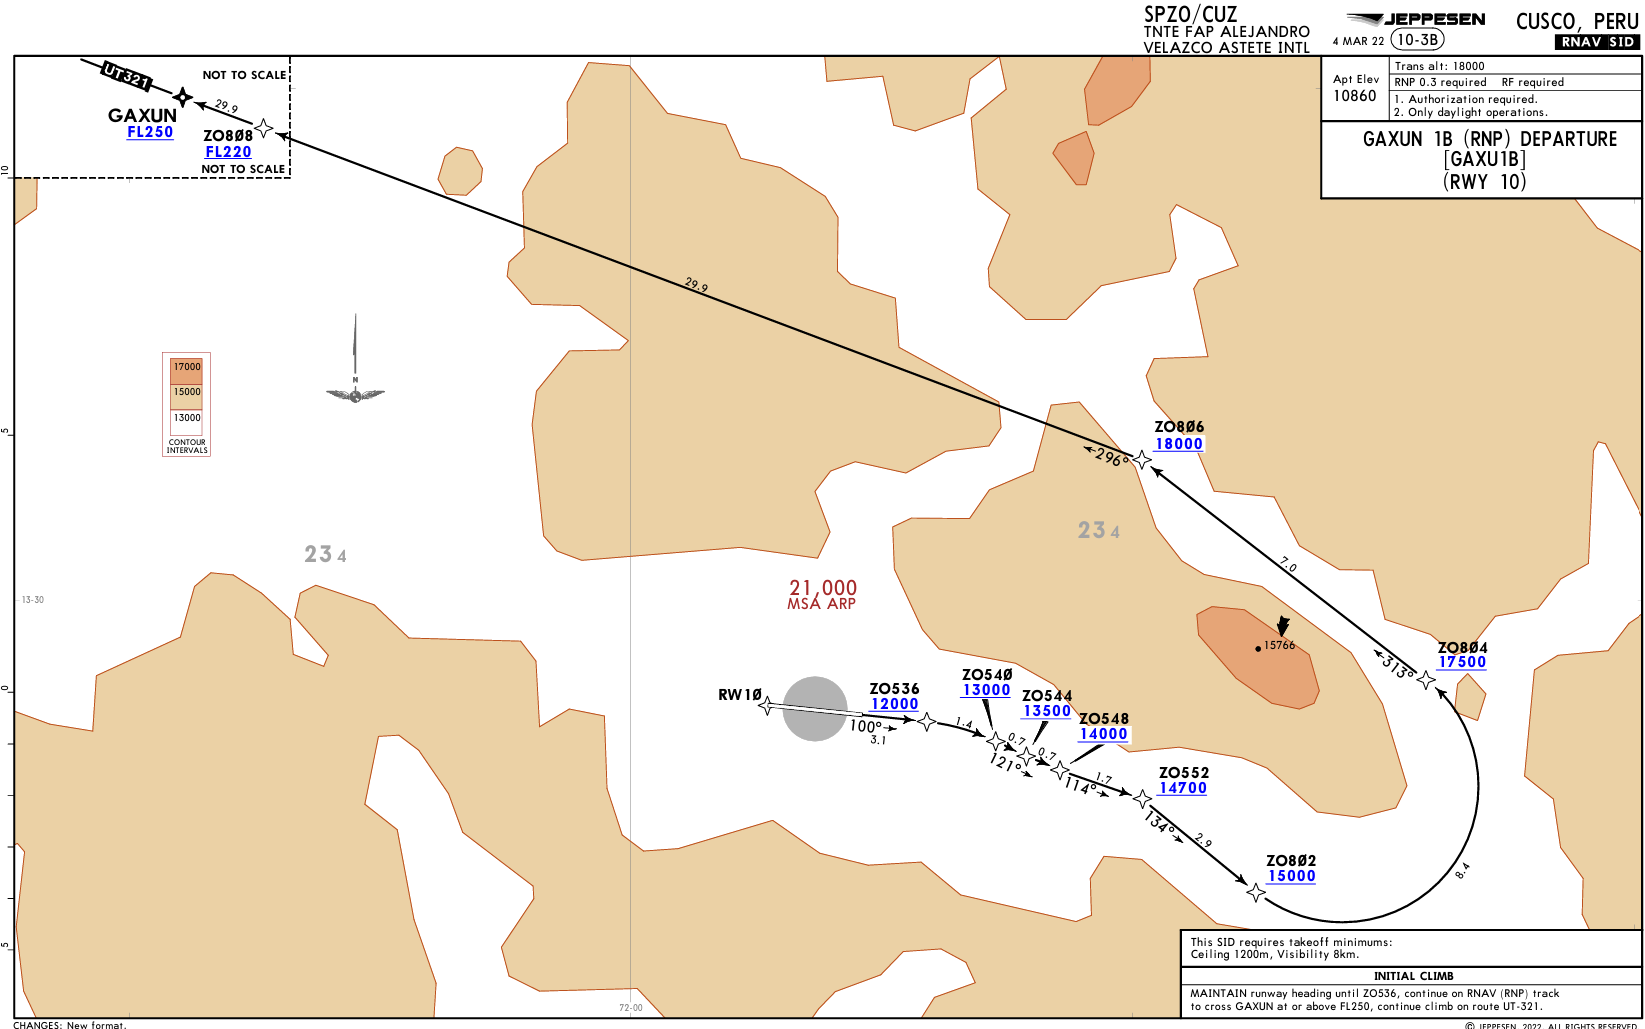 SPZO/CUZ
TNTE FAP ALEJANDRO
VELAZCO ASTETE INTL
JEPPESEN
4 MAR 22
10-3B
CUSCO, PERU
RNAV SID
Apt Elev
10860
Trans alt: 18000
RNP 0.3 required RF required
1. Authorization required.
2. Only daylight operations.
GAXUN 1B (RNP) DEPARTURE
[GAXU1B]
(RWY 10)
UT321
NOT TO SCALE
GAXUN
FL250
29.9
ZO8Ø8
FL220
NOT TO SCALE
10
29.9
17000
15000
13000
CONTOUR
INTERVALS
M
5
ZO8Ø6
18000
296°
23 4
23 4
7.0
21,000
MSA ARP
13-30
15766
ZO8Ø4
17500
313°
0
RW1Ø
ZO536
12000
100°
3.1
ZO54Ø
13000
ZO544
13500
ZO548
14000
1.4
0.7
0.7
121°
114°
1.7
ZO552
14700
134°
2.9
ZO8Ø2
15000
8.4
5
72-00
This SID requires takeoff minimums:
Ceiling 1200m, Visibility 8km.
INITIAL CLIMB
MAINTAIN runway heading until ZO536, continue on RNAV (RNP) track
to cross GAXUN at or above FL250, continue climb on route UT-321.
CHANGES: New format.
© JEPPESEN, 2022. ALL RIGHTS RESERVED.